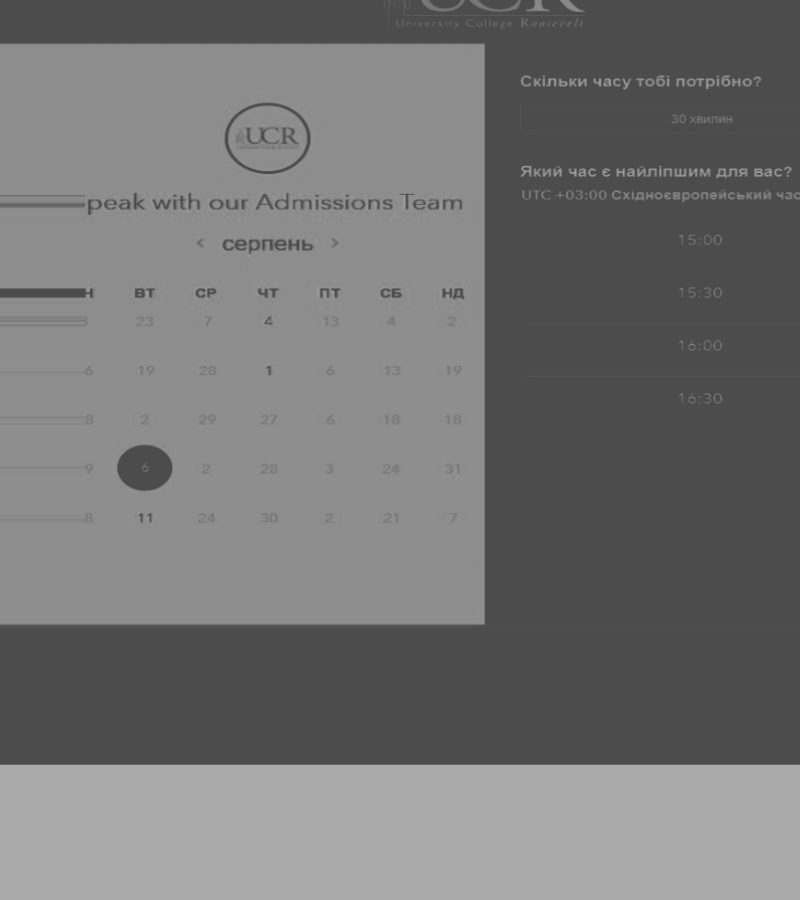 UCR
University College Roosevelt
UCR
peak with our Admissions Team
< серпень >
Н ВТ СР ЧТ ПТ СБ НД
23 7 4 13 4 2
6 19 28 1 6 13 19
8 2 29 27 6 18 18
9 6 2 28 3 24 31
8 11 24 30 2 21 7
Скільки часу тобі потрібно?
30 хвилин
Який час є найліпшим для вас?
UTC +03:00 Східноєвропейський час
15:00
15:30
16:00
16:30